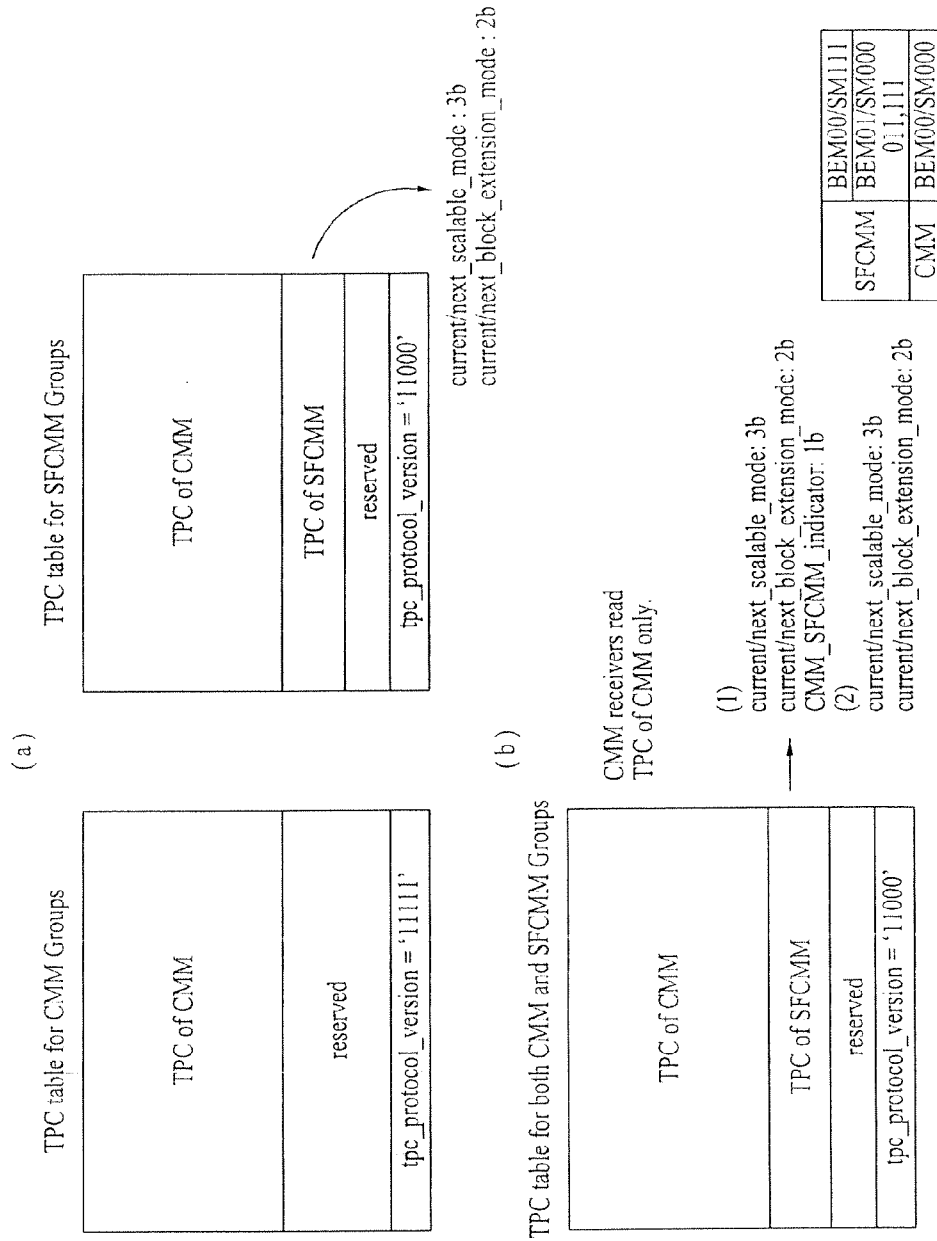 (a)
TPC table for CMM Groups
TPC of CMM
reserved
tpc_protocol_version = '11111'
TPC table for SFCMM Groups
TPC of CMM
TPC of SFCMM
reserved
tpc_protocol_version = '11000'
current/next_scalable_mode : 3b
current/next_block_extension_mode : 2b
(b)
TPC table for both CMM and SFCMM Groups
TPC of CMM
TPC of SFCMM
reserved
tpc_protocol_version = '11000'
CMM receivers read
TPC of CMM only.
(1)
current/next_scalable_mode: 3b
current/next_block_extension_mode: 2b
CMM_SFCMM_indicator: 1b
(2)
current/next_scalable_mode: 3b
current/next_block_extension_mode: 2b
SFCMM
BEM00/SM111
BEM01/SM000
011,111
CMM
BEM00/SM000